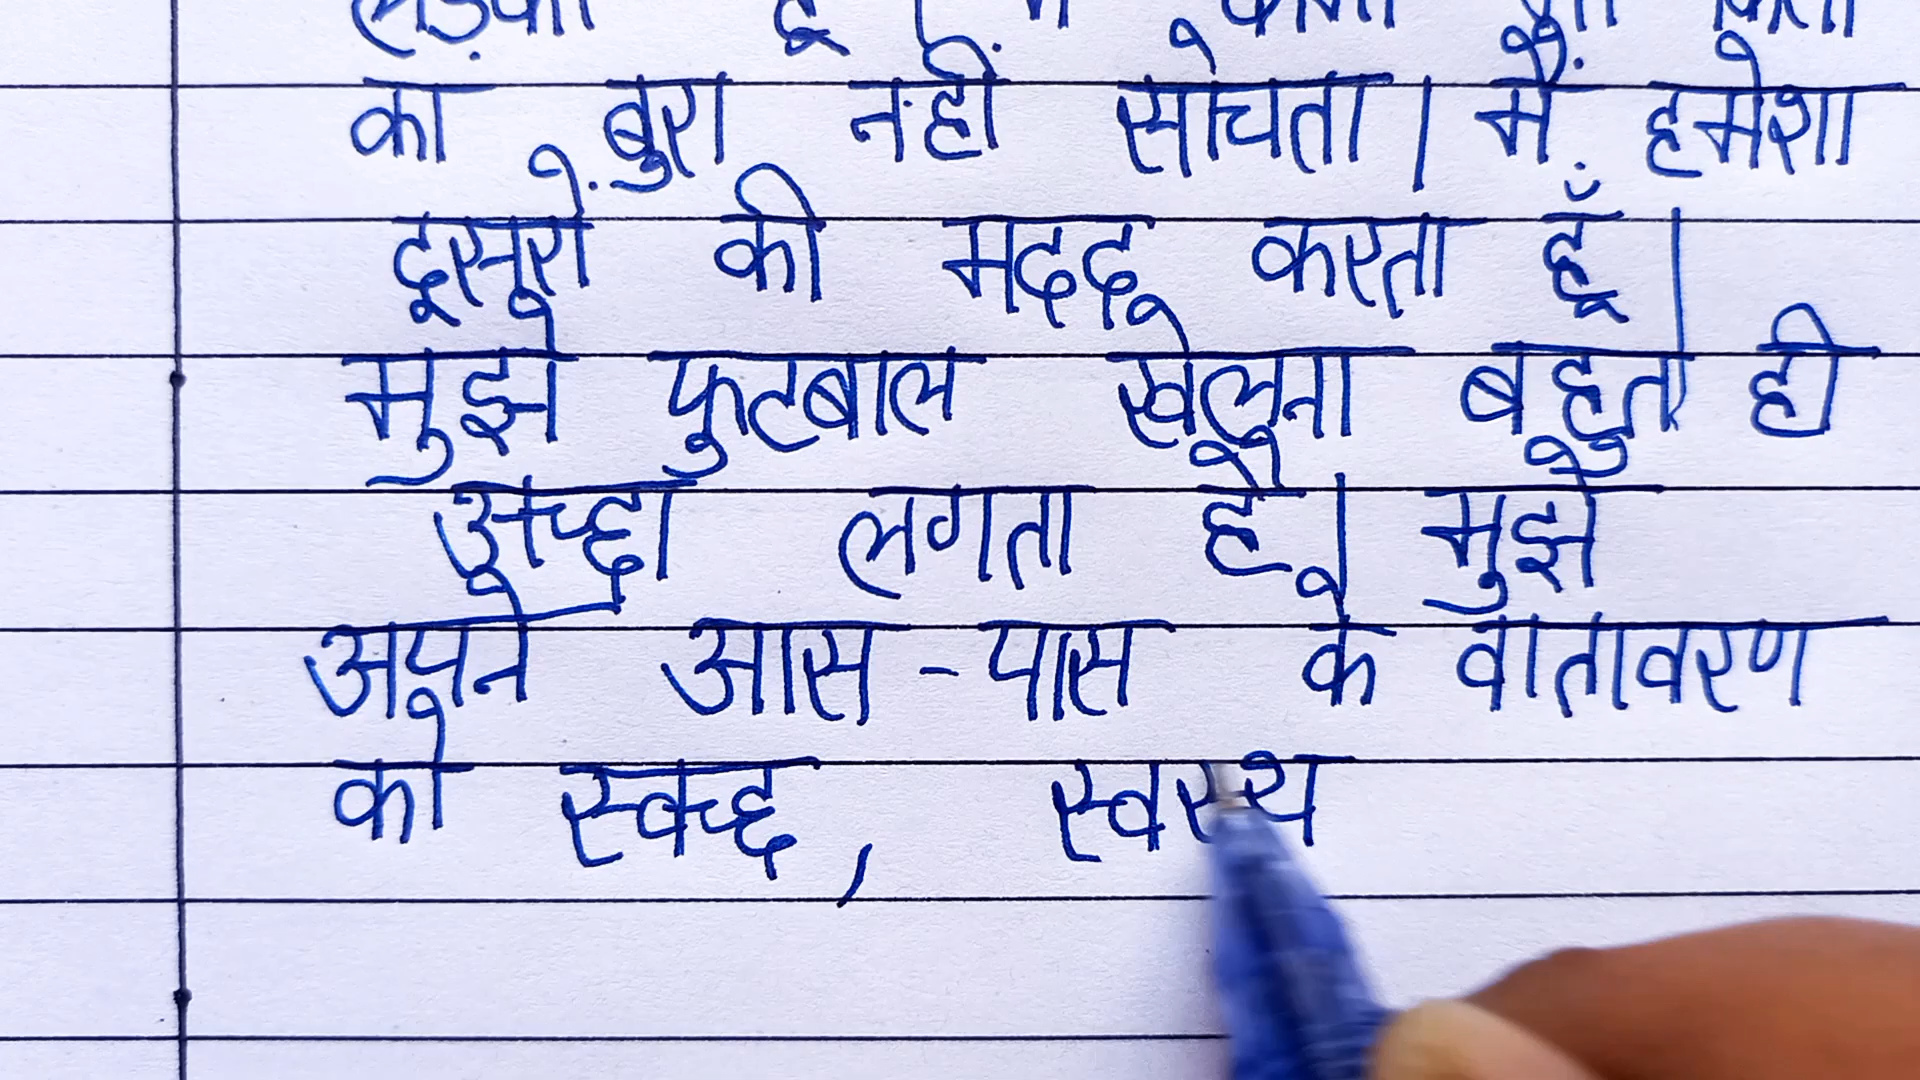 का बुरा नहीं सोचता। मैं हमेशा
दूसरों की मदद करता हूँ।
मुझे फुटबाल खेलना बहुत ही
अच्छा लगता है। मुझे
अपने आस-पास के वातावरण
को स्वच्छ, स्वस्थ